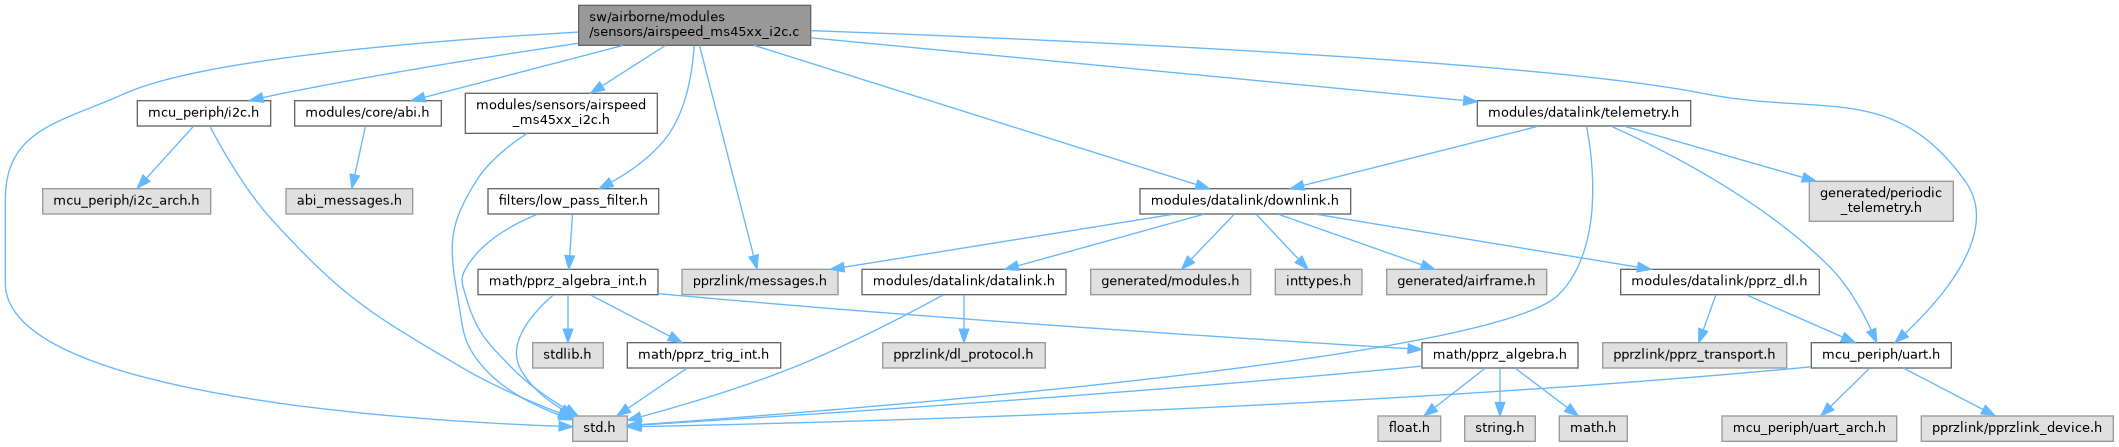 sw/airborne/modules
/sensors/airspeed_ms45xx_i2c.c
mcu_periph/i2c.h
modules/core/abi.h
modules/sensors/airspeed
_ms45xx_i2c.h
modules/datalink/telemetry.h
mcu_periph/i2c_arch.h
abi_messages.h
filters/low_pass_filter.h
modules/datalink/downlink.h
generated/periodic
_telemetry.h
math/pprz_algebra_int.h
pprzlink/messages.h
modules/datalink/datalink.h
generated/modules.h
inttypes.h
generated/airframe.h
modules/datalink/pprz_dl.h
stdlib.h
math/pprz_trig_int.h
pprzlink/dl_protocol.h
math/pprz_algebra.h
pprzlink/pprz_transport.h
mcu_periph/uart.h
std.h
float.h
string.h
math.h
mcu_periph/uart_arch.h
pprzlink/pprzlink_device.h